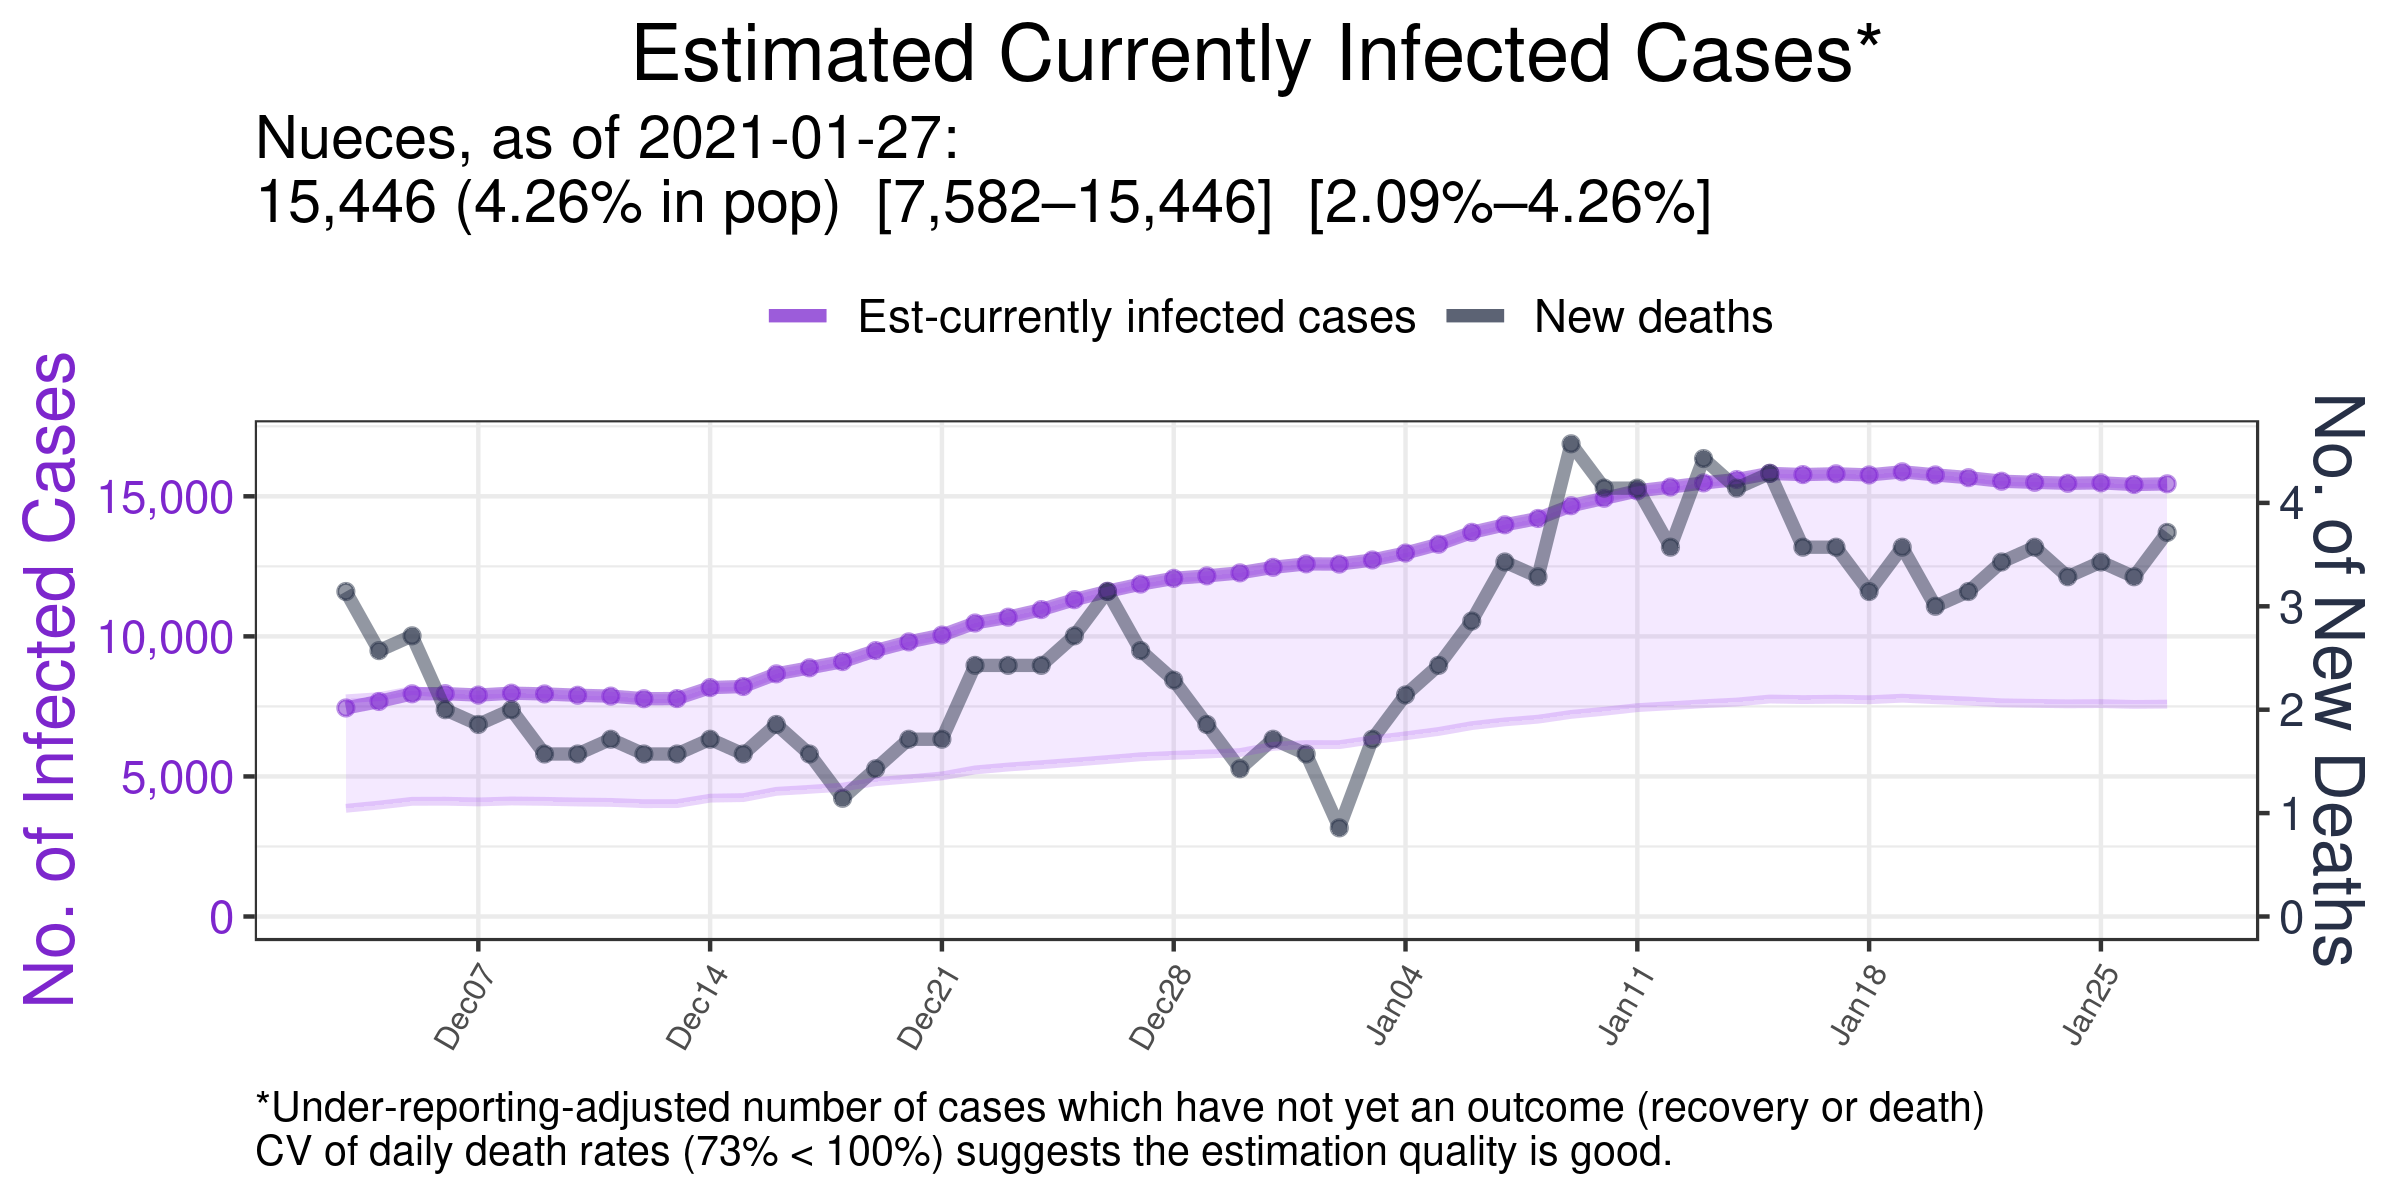 Estimated Currently Infected Cases*
Nueces, as of 2021-01-27:
15,446 (4.26% in pop) [7,582–15,446] [2.09%–4.26%]
Est-currently infected cases New deaths
No. of Infected Cases
15,000
10,000
5,000
0
No. of New Deaths
4
3
2
1
0
Dec07 Dec14 Dec21 Dec28 Jan04 Jan11 Jan18 Jan25
*Under-reporting-adjusted number of cases which have not yet an outcome (recovery or death)
CV of daily death rates (73% < 100%) suggests the estimation quality is good.